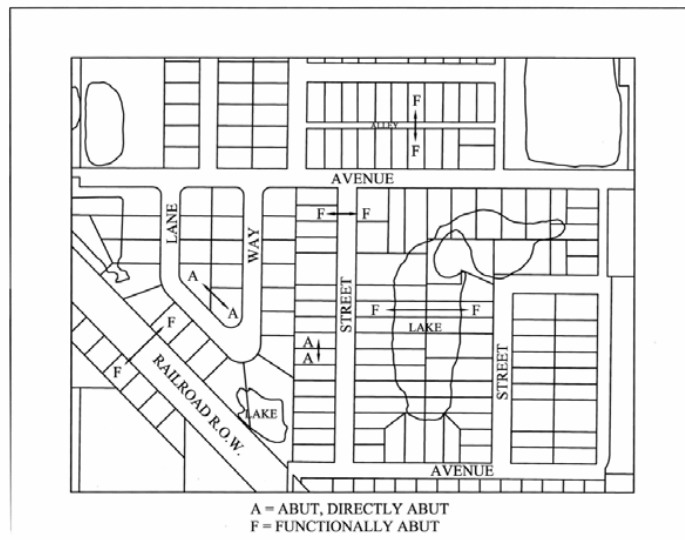 F
ALLEY
F
AVENUE
F F
LANE
WAY
STREET
A
A
F F
LAKE
F
F
A
A
STREET
RAILROAD R.O.W.
LAKE
AVENUE
A = ABUT, DIRECTLY ABUT
F = FUNCTIONALLY ABUT